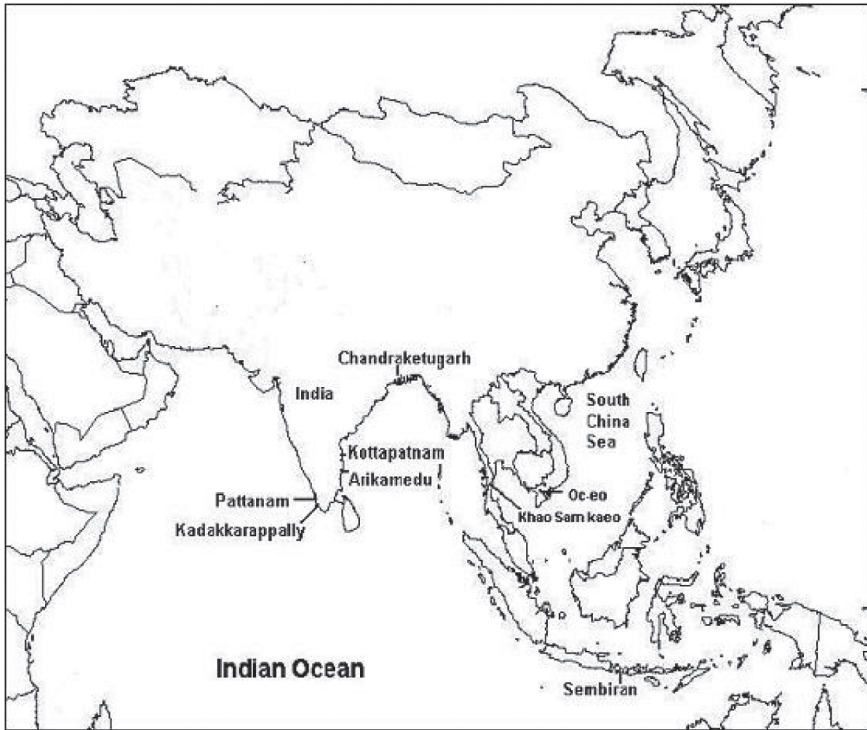 Chandraketugarh
India
South
China
Sea
Kottapatnam
Arikamedu
Pattanam
Oc-eo
Khao Sam kaeo
Kadakkarappally
Indian Ocean
Sembiran